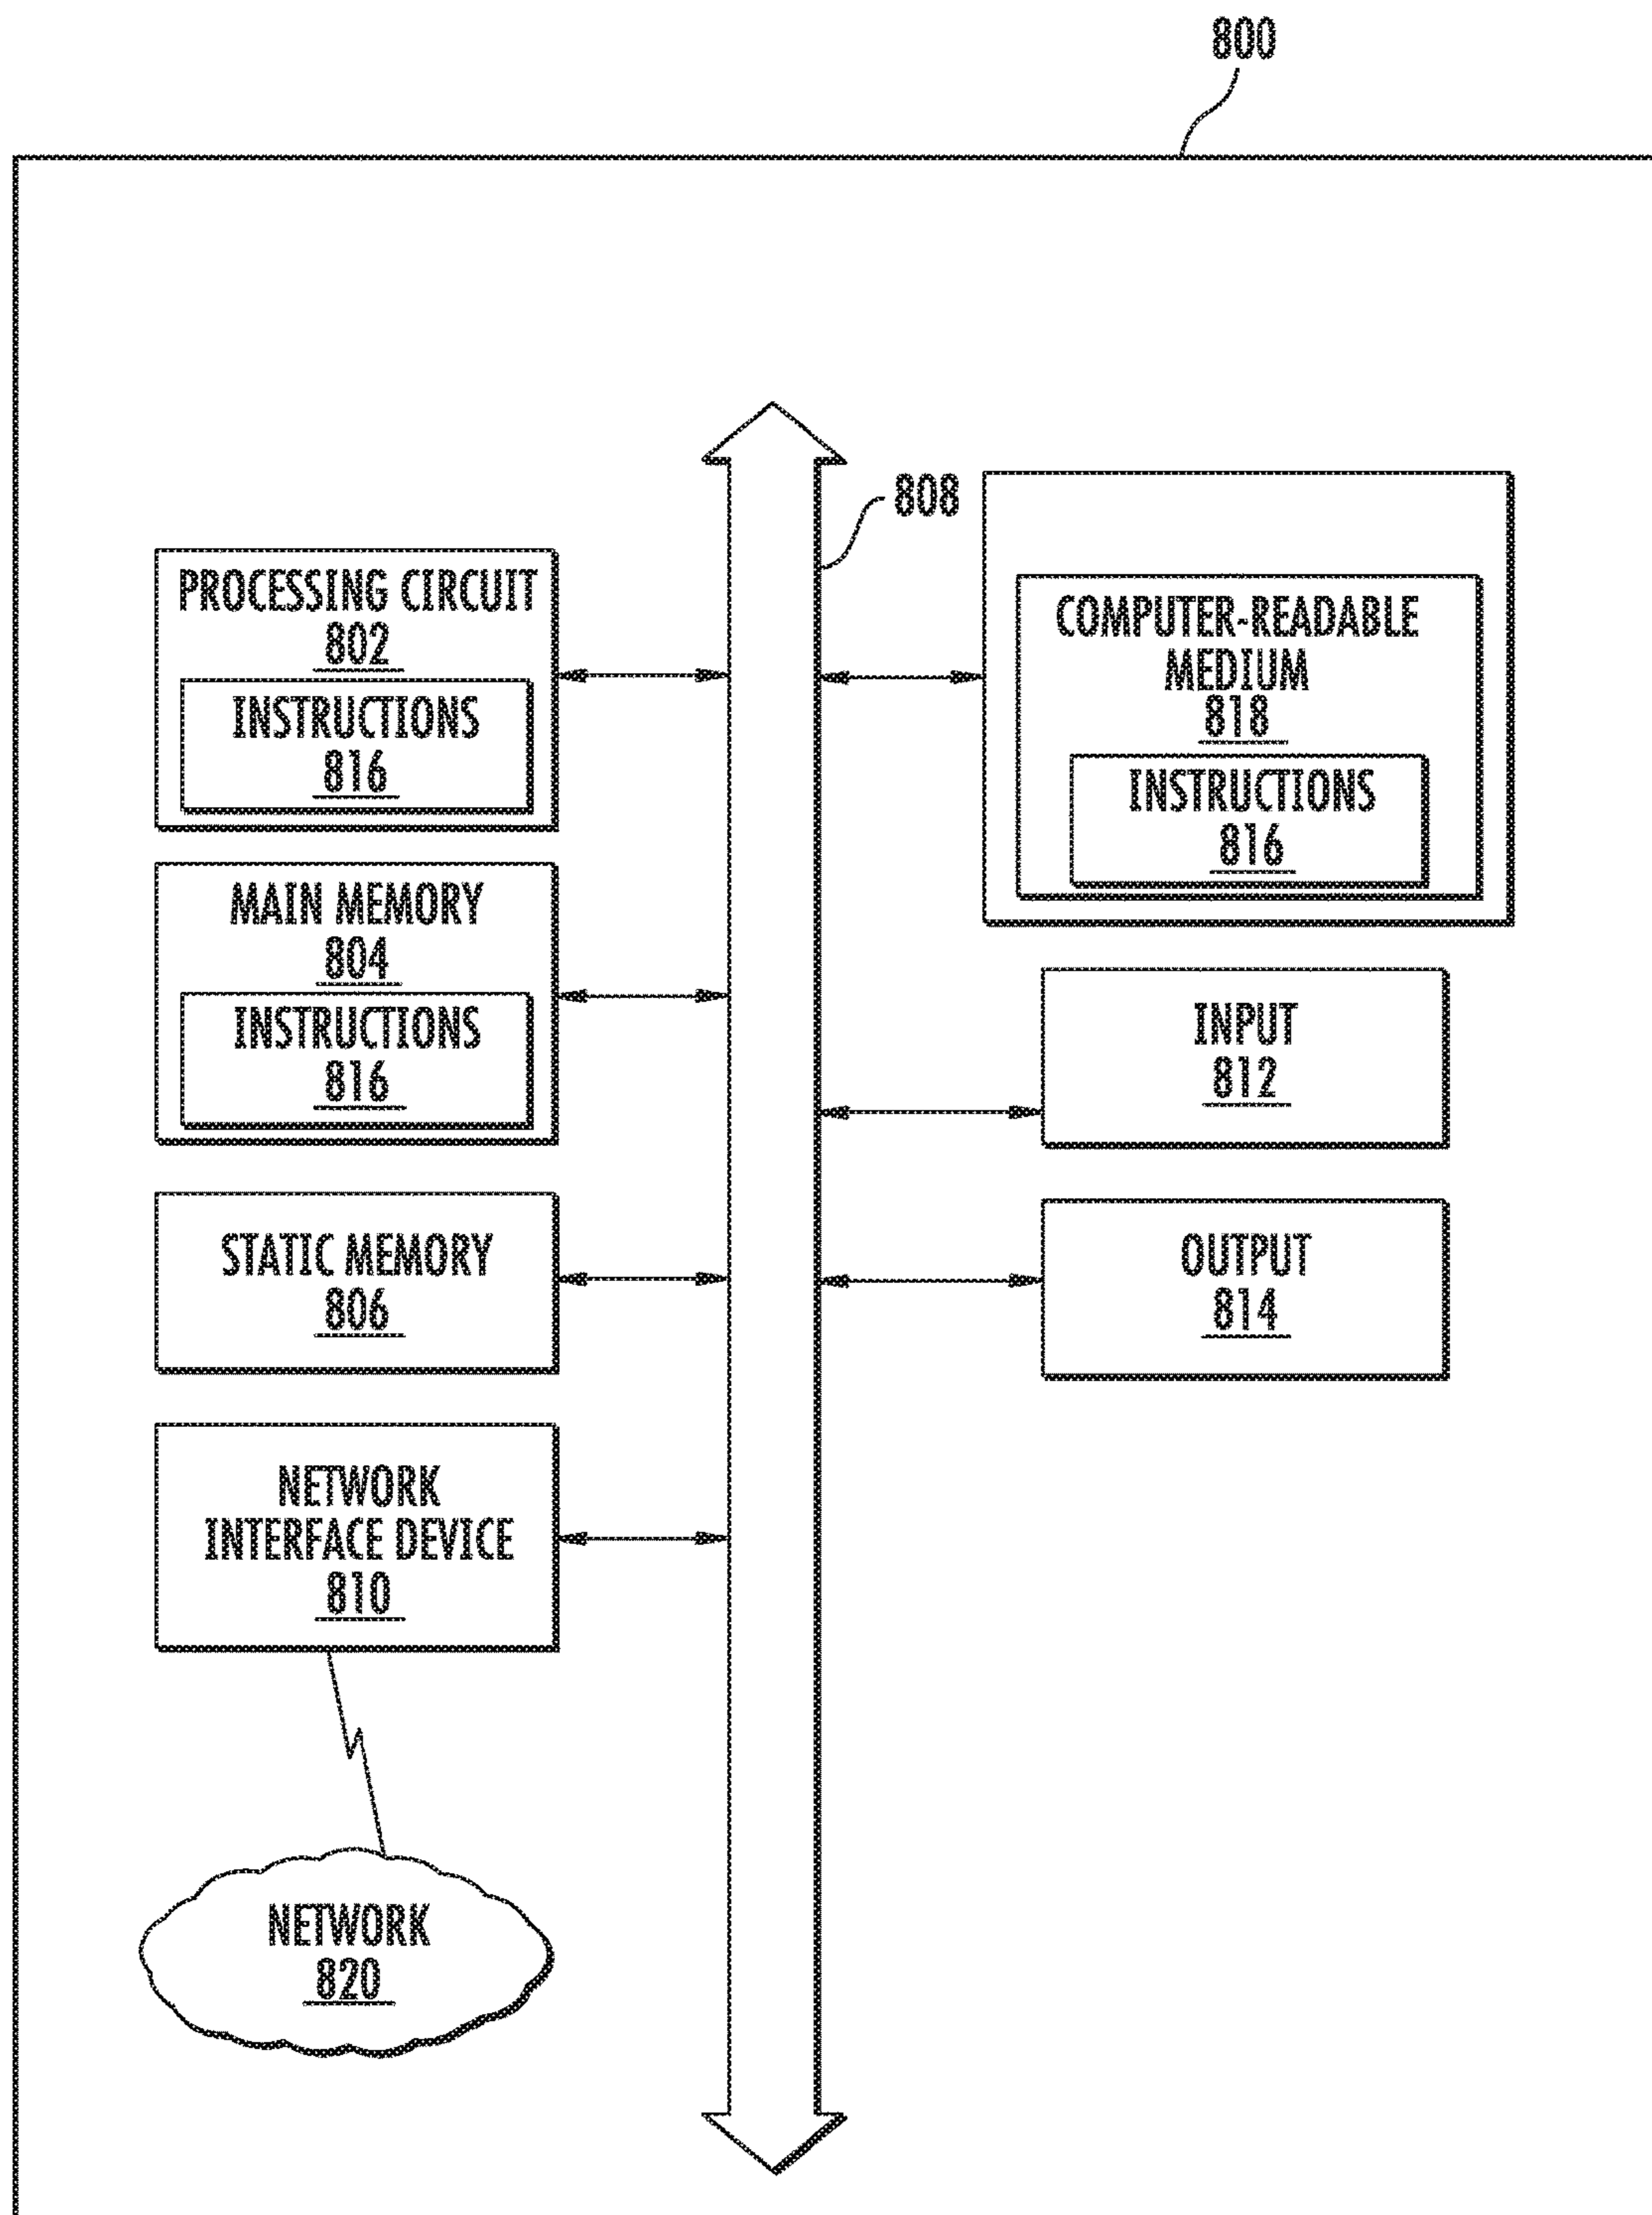 800
808
PROCESSING CIRCUIT
802
INSTRUCTIONS
816
MAIN MEMORY
804
INSTRUCTIONS
816
STATIC MEMORY
806
NETWORK
INTERFACE DEVICE
810
NETWORK
820
COMPUTER-READABLE
MEDIUM
818
INSTRUCTIONS
816
INPUT
812
OUTPUT
814